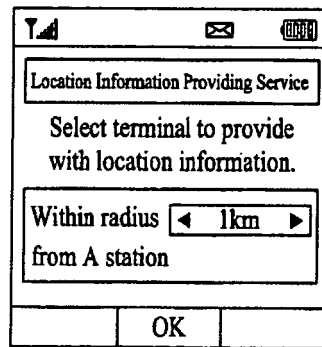 Location Information Providing Service
Select terminal to provide
with location information.
Within radius ◄ 1km ►
from A station
OK